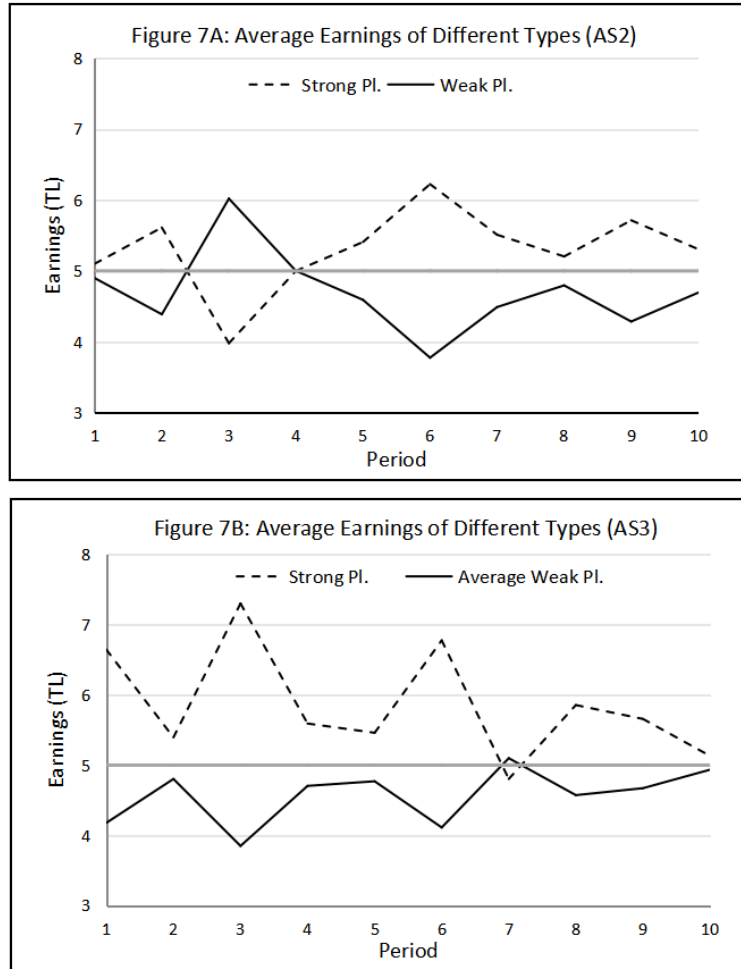 Figure 7A: Average Earnings of Different Types (AS2)
8
Strong Pl. Weak Pl.
7
6
Earnings (TL)
5
4
3
1 2 3 4 5 6 7 8 9 10
Period
Figure 7B: Average Earnings of Different Types (AS3)
8
Strong Pl. Average Weak Pl.
7
6
Earnings (TL)
5
4
3
1 2 3 4 5 6 7 8 9 10
Period